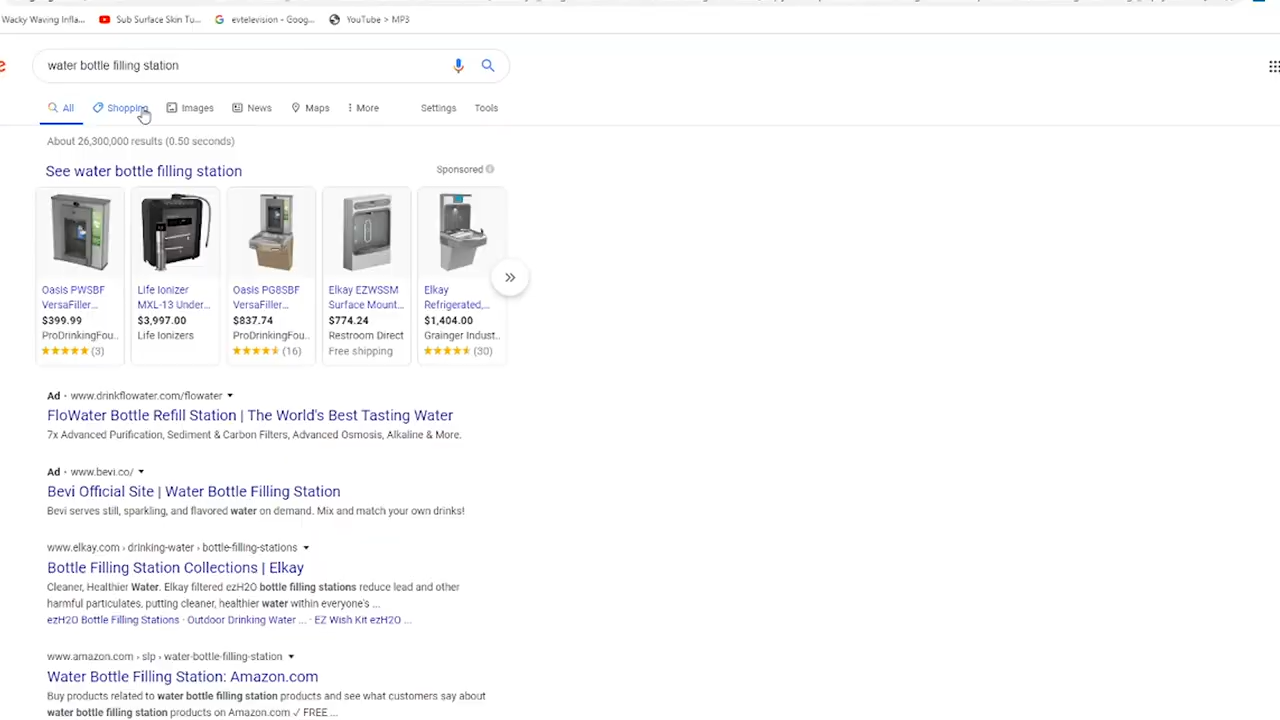 Wacky Waving Infla... Sub Surface Skin Tu... evtelevision - Goog... YouTube > MP3
water bottle filling station
All Shopping Images News Maps More Settings Tools
About 26,300,000 results (0.50 seconds)
See water bottle filling station Sponsored
Oasis PWSBF
VersaFiller...
$399.99
ProDrinkingFou..
(3)
Life Ionizer
MXL-13 Under...
$3,997.00
Life Ionizers
Oasis PG8SBF
VersaFiller...
$837.74
ProDrinkingFou..
(16)
Elkay EZWSSM
Surface Mount...
$774.24
Restroom Direct
Free shipping
Elkay
Refrigerated,...
$1,404.00
Grainger Indust..
(30)
Ad · www.drinkflowater.com/flowater
FloWater Bottle Refill Station | The World's Best Tasting Water
7x Advanced Purification, Sediment & Carbon Filters, Advanced Osmosis, Alkaline & More.
Ad · www.bevi.co/
Bevi Official Site | Water Bottle Filling Station
Bevi serves still, sparkling, and flavored water on demand. Mix and match your own drinks!
www.elkay.com › drinking-water › bottle-filling-stations
Bottle Filling Station Collections | Elkay
Cleaner, Healthier Water. Elkay filtered ezH2O bottle filling stations reduce lead and other
harmful particulates, putting cleaner, healthier water within everyone's ...
ezH2O Bottle Filling Stations · Outdoor Drinking Water ... · EZ Wish Kit ezH2O ...
www.amazon.com › slp › water-bottle-filling-station
Water Bottle Filling Station: Amazon.com
Buy products related to water bottle filling station products and see what customers say about
water bottle filling station products on Amazon.com ✓ FREE ...